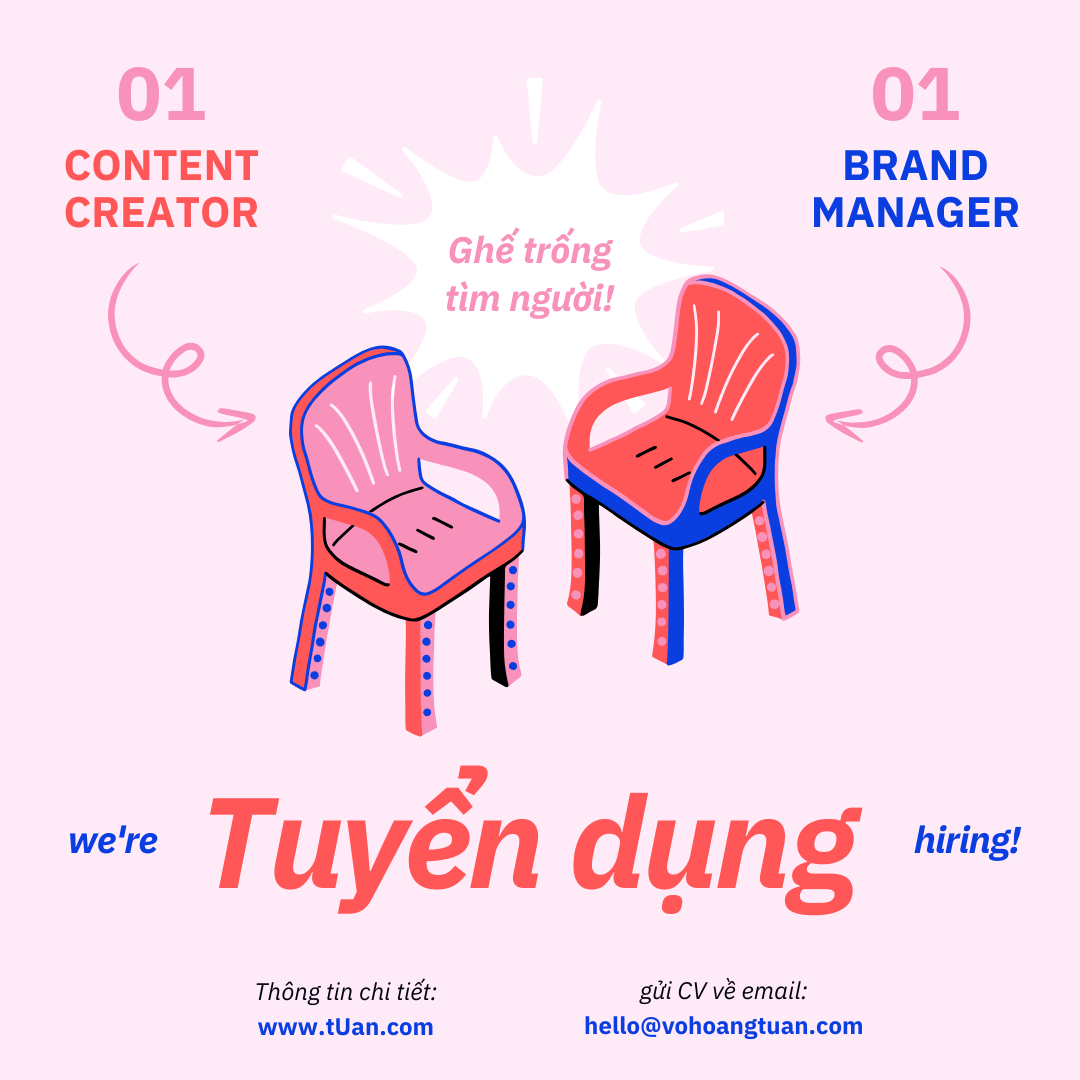 01
CONTENT
CREATOR
01
BRAND
MANAGER
Ghế trống
tìm người!
we're
Tuyển dụng
hiring!
Thông tin chi tiết:
www.tUan.com
gửi CV về email:
hello@vohoangtuan.com